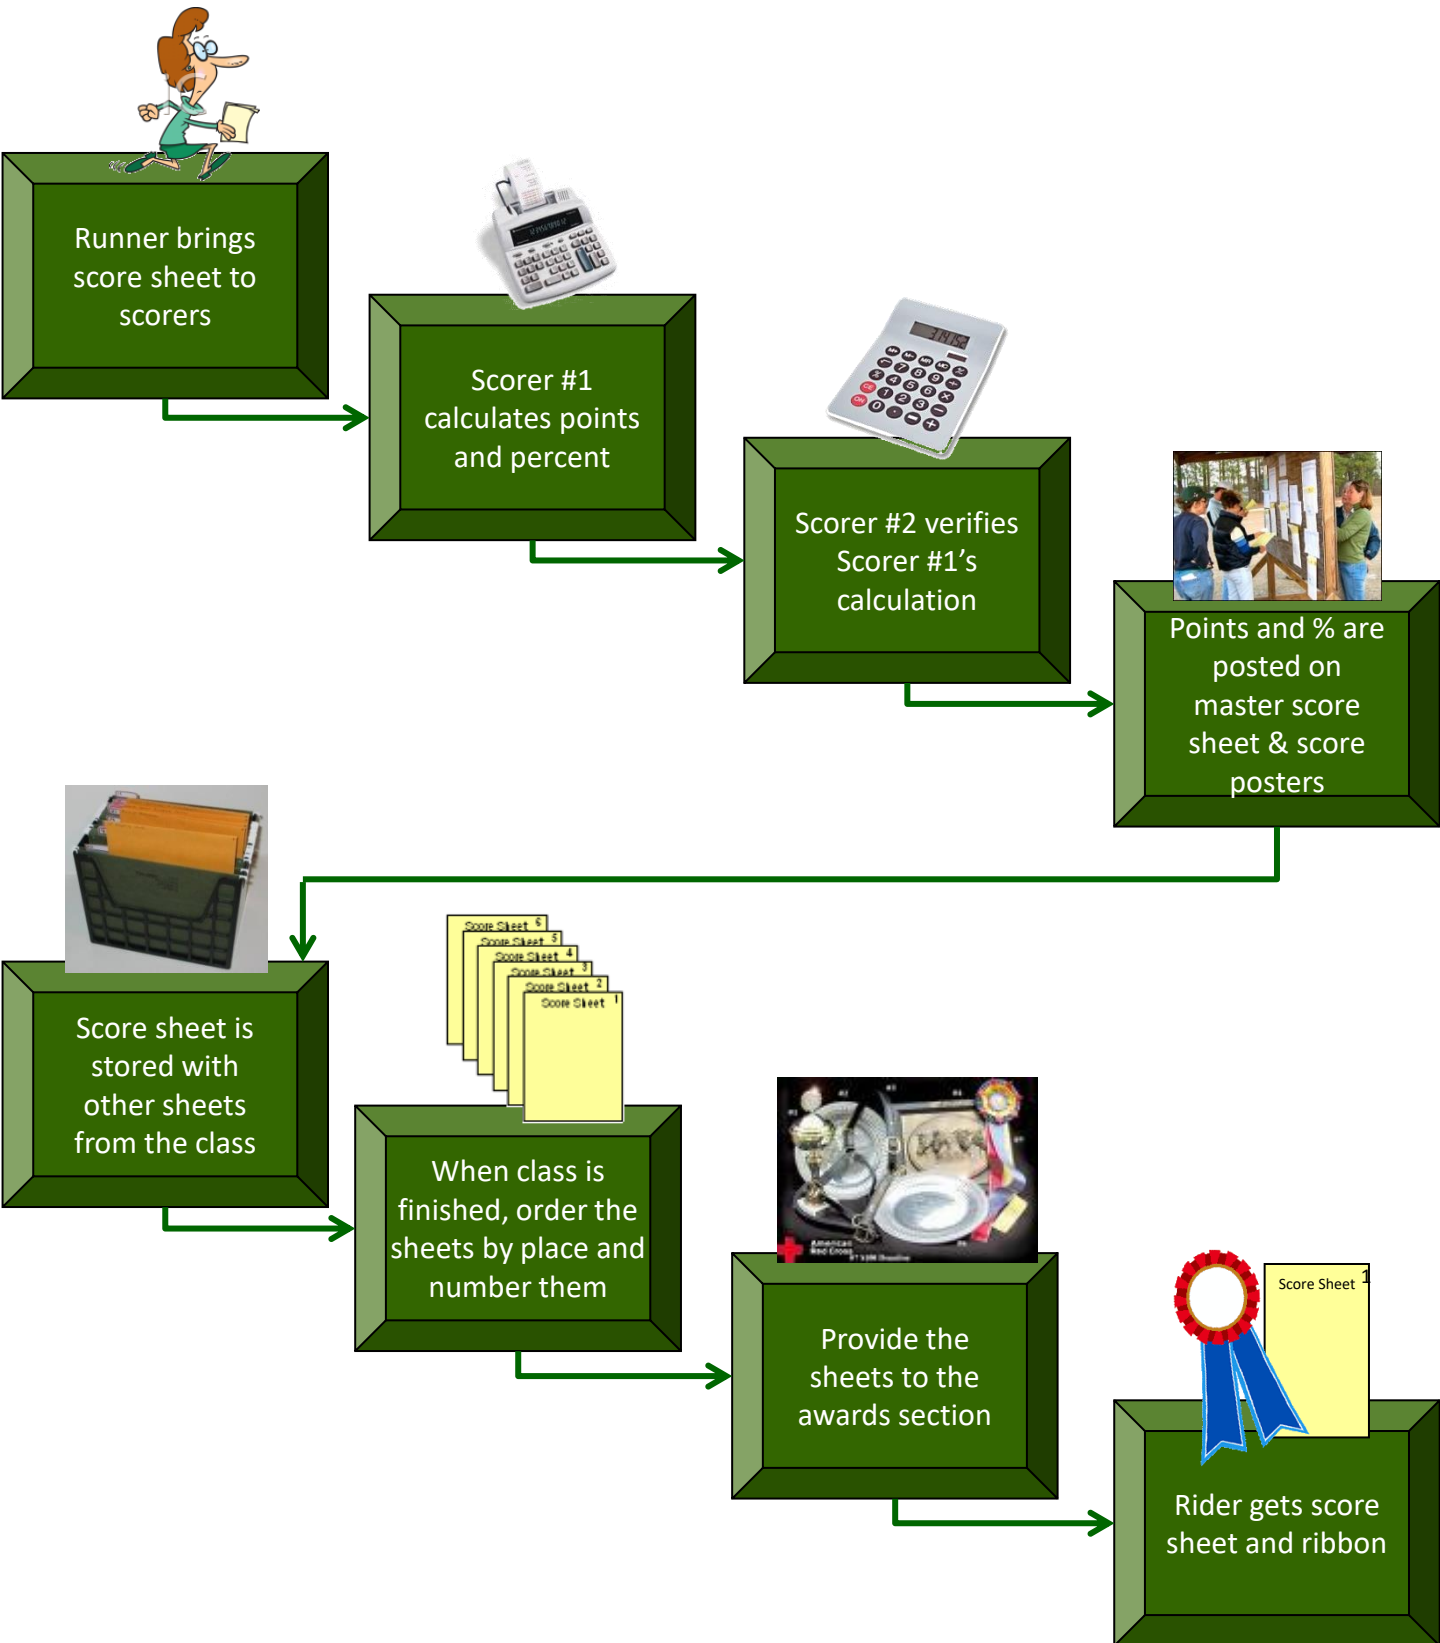 Runner brings
score sheet to
scorers
Scorer #1
calculates points
and percent
Scorer #2 verifies
Scorer #1’s
calculation
Points and % are
posted on
master score
sheet & score
posters
Score sheet is
stored with
other sheets
from the class
Score Sheet 6
Score Sheet 5
Score Sheet 4
Score Sheet 3
Score Sheet 2
Score Sheet 1
When class is
finished, order the
sheets by place and
number them
American
Red Cross
Provide the
sheets to the
awards section
Score Sheet 1
Rider gets score
sheet and ribbon